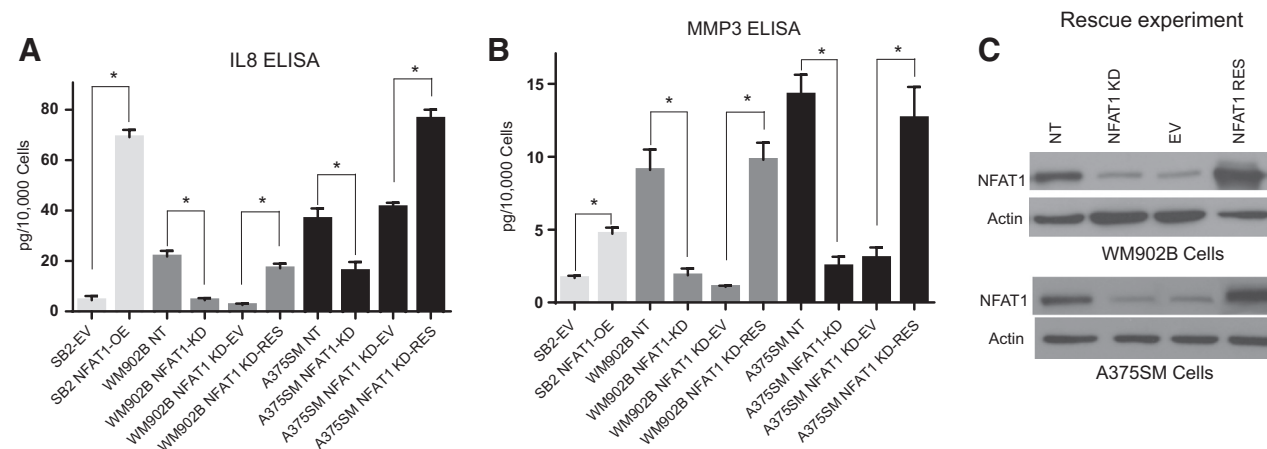 A
IL8 ELISA
pg/10,000 Cells
80
60
40
20
0
*
*
*
*
*
SB2-EV
SB2 NFAT1-OE
WM902B NT
WM902B NFAT1-KD
WM902B NFAT1 KD-EV
WM902B NFAT1 KD-RES
A375SM NT
A375SM NFAT1-KD
A375SM NFAT1 KD-EV
A375SM NFAT1 KD-RES
B
MMP3 ELISA
pg/10,000 Cells
15
10
5
0
*
*
*
*
*
SB2-EV
SB2 NFAT1-OE
WM902B NT
WM902B NFAT1-KD
WM902B NFAT1 KD-EV
WM902B NFAT1 KD-RES
A375SM NT
A375SM NFAT1-KD
A375SM NFAT1 KD-EV
A375SM NFAT1 KD-RES
Rescue experiment
C
NT
NFAT1 KD
EV
NFAT1 RES
NFAT1
Actin
WM902B Cells
NFAT1
Actin
A375SM Cells